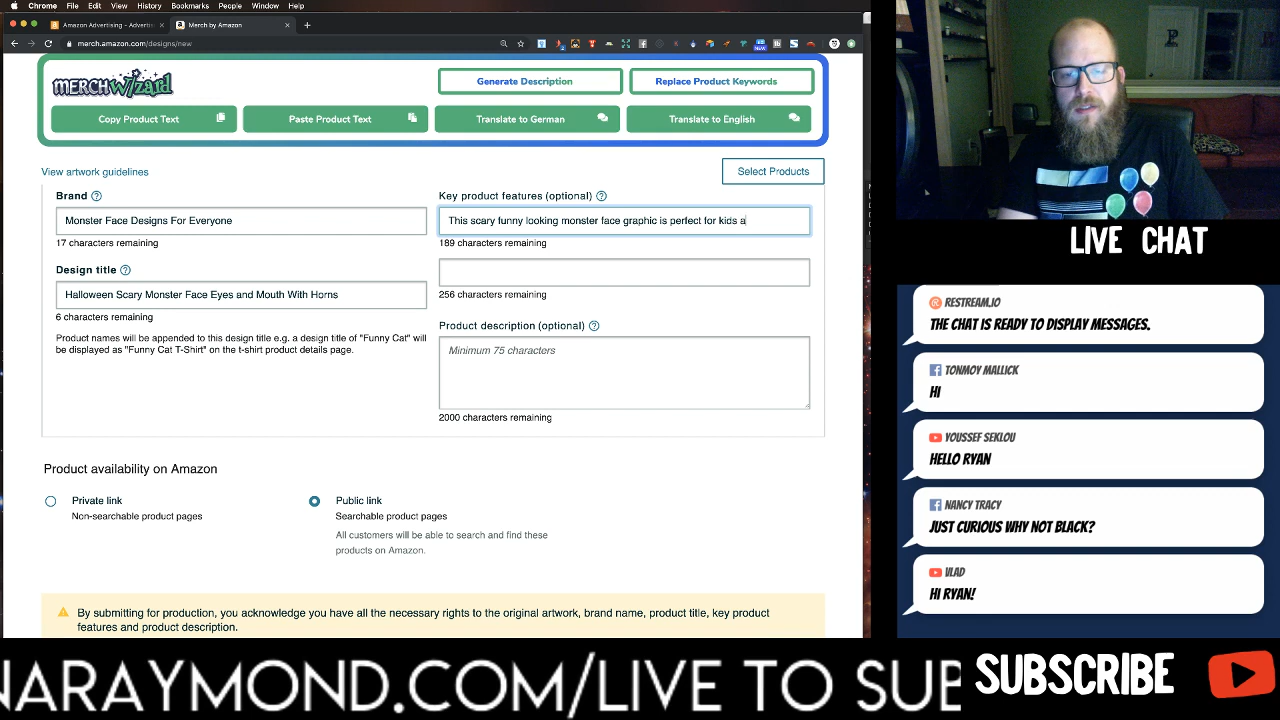 Chrome File Edit View History Bookmarks People Tab Window Help
Amazon Advertising - Adverti
Merch by Amazon
merch.amazon.com/designs/new
MERCHWIZARD
Generate Description
Replace Product Keywords
Copy Product Text
Paste Product Text
Translate to German
Translate to English
View artwork guidelines
Select Products
Brand
Monster Face Designs For Everyone
17 characters remaining
Design title
Halloween Scary Monster Face Eyes and Mouth With Horns
6 characters remaining
Product names will be appended to this design title e.g. a design title of "Funny Cat" will
be displayed as "Funny Cat T-Shirt" on the t-shirt product details page.
Key product features (optional)
This scary funny looking monster face graphic is perfect for kids a
189 characters remaining
256 characters remaining
Product description (optional)
Minimum 75 characters
2000 characters remaining
Product availability on Amazon
Private link
Non-searchable product pages
Public link
Searchable product pages
All customers will be able to search and find these
products on Amazon.
By submitting for production, you acknowledge you have all the necessary rights to the original artwork, brand name, product title, key product
features and product description.
LIVE CHAT
RESTREAM.IO
THE CHAT IS READY TO DISPLAY MESSAGES.
TONMOY MALLICK
HI
YOUSSEF SEKLOU
HELLO RYAN
NANCY TRACY
JUST CURIOUS WHY NOT BLACK?
VLAD
HI RYAN!
NARAYMOND.COM/LIVE TO SUB
SUBSCRIBE